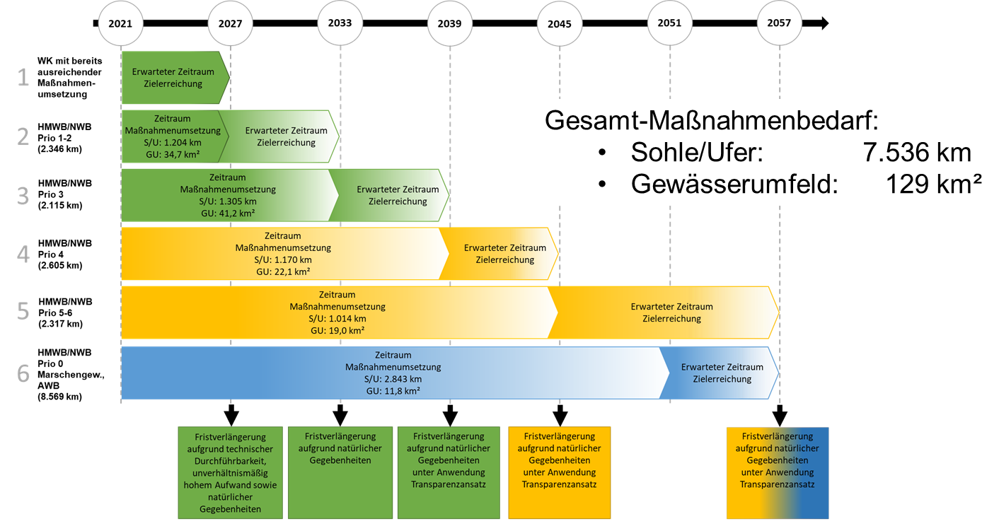 2021
2027
2033
2039
2045
2051
2057
1
WK mit bereits
ausreichender
Maßnahmen-
umsetzung
Erwarteter Zeitraum
Zielerreichung
2
HMWB/NWB
Prio 1-2
(2.346 km)
Zeitraum
Maßnahmenumsetzung
S/U: 1.204 km
GU: 34,7 km²
Erwarteter Zeitraum
Zielerreichung
Gesamt-Maßnahmenbedarf:
• Sohle/Ufer: 7.536 km
• Gewässerumfeld: 129 km²
3
HMWB/NWB
Prio 3
(2.115 km)
Zeitraum
Maßnahmenumsetzung
S/U: 1.305 km
GU: 41,2 km²
Erwarteter Zeitraum
Zielerreichung
4
HMWB/NWB
Prio 4
(2.605 km)
Zeitraum
Maßnahmenumsetzung
S/U: 1.170 km
GU: 22,1 km²
Erwarteter Zeitraum
Zielerreichung
5
HMWB/NWB
Prio 5-6
(2.317 km)
Zeitraum
Maßnahmenumsetzung
S/U: 1.014 km
GU: 19,0 km²
Erwarteter Zeitraum
Zielerreichung
6
HMWB/NWB
Prio 0
Marschengew.,
AWB
(8.569 km)
Zeitraum
Maßnahmenumsetzung
S/U: 2.843 km
GU: 11,8 km²
Erwarteter Zeitraum
Zielerreichung
Fristverlängerung
aufgrund technischer
Durchführbarkeit,
unverhältnismäßig
hohem Aufwand sowie
natürlicher
Gegebenheiten
Fristverlängerung
aufgrund natürlicher
Gegebenheiten
Fristverlängerung
aufgrund natürlicher
Gegebenheiten
unter Anwendung
Transparenzansatz
Fristverlängerung
aufgrund natürlicher
Gegebenheiten
unter Anwendung
Transparenzansatz
Fristverlängerung
aufgrund natürlicher
Gegebenheiten
unter Anwendung
Transparenzansatz